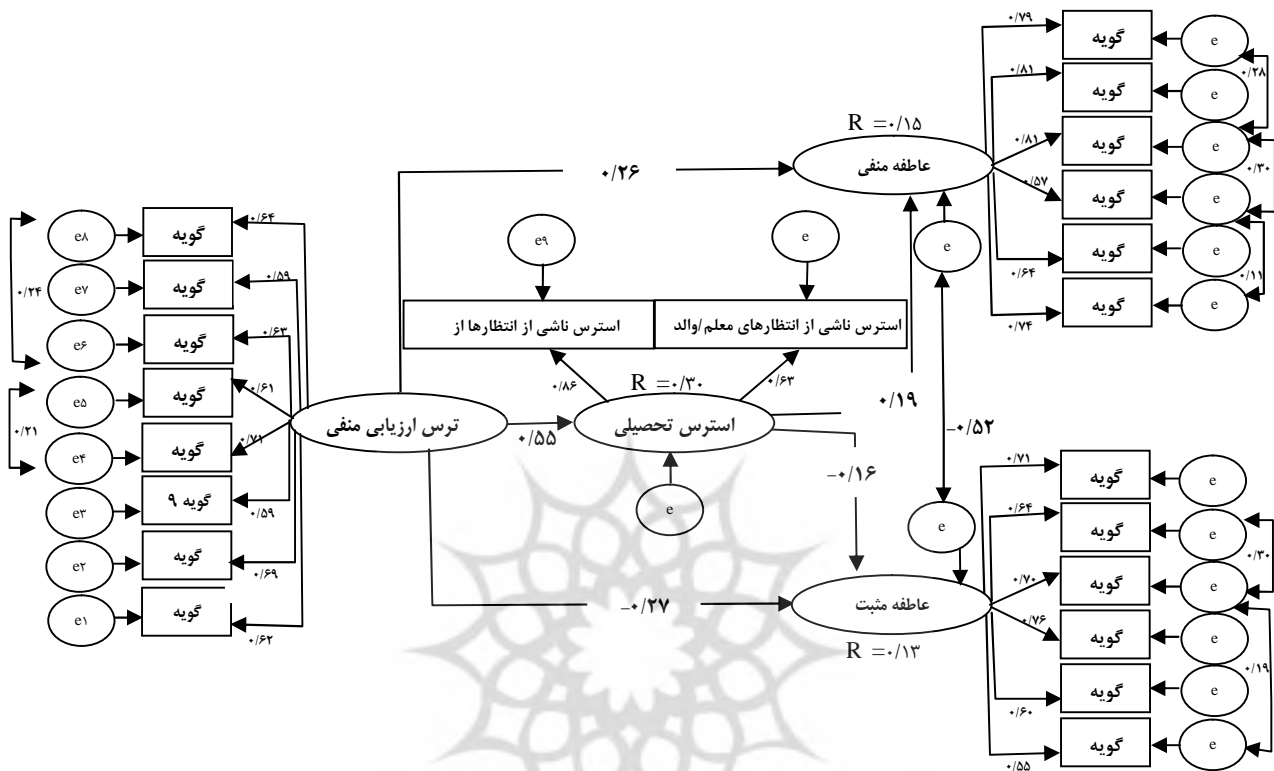 ۰/۷۹
گویه
e
۰/۲۸
۰/۸۱
گویه
e
R =۰/۱۵
عاطفه منفی
۰/۸۱
گویه
e
۰/۳۰
۰/۵۷
گویه
e
۰/۶۴
گویه
e
۰/۱۱
۰/۷۴
گویه
e
۰/۲۶
e
e۹
e
استرس ناشی از انتظارهای معلم/والد
استرس ناشی از انتظارها از
۰/۸۶
۰/۶۳
R =۰/۳۰
استرس تحصیلی
e
۰/۵۵
ترس ارزیابی منفی
۰/۱۹
-۰/۱۶
-۰/۵۲
-۰/۲۷
e
عاطفه مثبت
R =۰/۱۳
e۸
گویه
۰/۶۴
e۷
گویه
۰/۵۹
۰/۲۴
e۶
گویه
۰/۶۳
e۵
گویه
۰/۶۱
۰/۲۱
e۴
گویه
۰/۷۱
e۳
گویه ۹
۰/۵۹
e۲
گویه
۰/۶۹
e۱
گویه
۰/۶۲
۰/۷۱
گویه
e
۰/۶۴
گویه
e
۰/۳۰
۰/۷۰
گویه
e
۰/۷۶
گویه
e
۰/۱۹
۰/۶۰
گویه
e
۰/۵۵
گویه
e